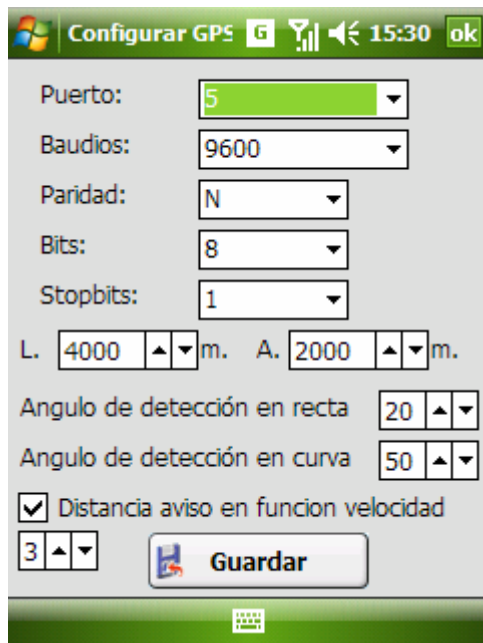 Configurar GPS G 15:30 ok
Puerto: 5
Baudios: 9600
Paridad: N
Bits: 8
Stopbits: 1
L. 4000 m. A. 2000 m.
Angulo de detección en recta 20
Angulo de detección en curva 50
Distancia aviso en funcion velocidad
3 Guardar